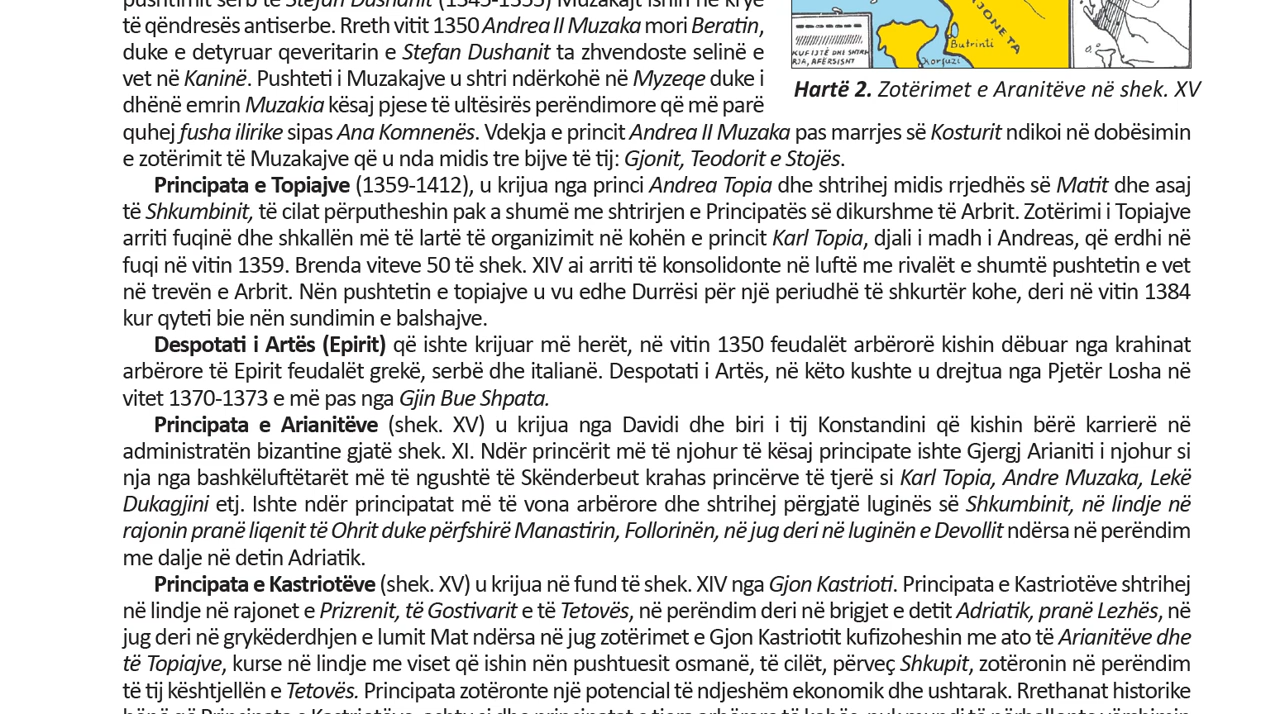 pushtimit serb të Stefan Dushanit (1345-1355) Muzakajt ishin në krye
të qëndresës antiserbe. Rreth vitit 1350 Andrea II Muzaka mori Beratin,
duke e detyruar qeveritarin e Stefan Dushanit ta zhvendoste selinë e
vet në Kaninë. Pushteti i Muzakajve u shtri ndërkohë në Myzeqe duke i
dhënë emrin Muzakia kësaj pjese të ultësirës perëndimore që më parë
JONE TA
Butrinti
Korfuzi
KUFIJTË DHE SHTRI
RJA, AFËRSISHT
Hartë 2. Zotërimet e Aranitëve në shek. XV
quhej fusha ilirike sipas Ana Komnenës. Vdekja e princit Andrea II Muzaka pas marrjes së Kosturit ndikoi në dobësimin
e zotërimit të Muzakajve që u nda midis tre bijve të tij: Gjonit, Teodorit e Stojës.
Principata e Topiajve (1359-1412), u krijua nga princi Andrea Topia dhe shtrihej midis rrjedhës së Matit dhe asaj
të Shkumbinit, të cilat përputheshin pak a shumë me shtrirjen e Principatës së dikurshme të Arbrit. Zotërimi i Topiajve
arriti fuqinë dhe shkallën më të lartë të organizimit në kohën e princit Karl Topia, djali i madh i Andreas, që erdhi në
fuqi në vitin 1359. Brenda viteve 50 të shek. XIV ai arriti të konsolidonte në luftë me rivalët e shumtë pushtetin e vet
në trevën e Arbrit. Nën pushtetin e topiajve u vu edhe Durrësi për një periudhë të shkurtër kohe, deri në vitin 1384
kur qyteti bie nën sundimin e balshajve.
Despotati i Artës (Epirit) që ishte krijuar më herët, në vitin 1350 feudalët arbërorë kishin dëbuar nga krahinat
arbërore të Epirit feudalët grekë, serbë dhe italianë. Despotati i Artës, në këto kushte u drejtua nga Pjetër Losha në
vitet 1370-1373 e më pas nga Gjin Bue Shpata.
Principata e Arianitëve (shek. XV) u krijua nga Davidi dhe biri i tij Konstandini që kishin bërë karrierë në
administratën bizantine gjatë shek. XI. Ndër princërit më të njohur të kësaj principate ishte Gjergj Arianiti i njohur si
nja nga bashkëluftëtarët më të ngushtë të Skënderbeut krahas princërve të tjerë si Karl Topia, Andre Muzaka, Lekë
Dukagjini etj. Ishte ndër principatat më të vona arbërore dhe shtrihej përgjatë luginës së Shkumbinit, në lindje në
rajonin pranë liqenit të Ohrit duke përfshirë Manastirin, Follorinën, në jug deri në luginën e Devollit ndërsa në perëndim
me dalje në detin Adriatik.
Principata e Kastriotëve (shek. XV) u krijua në fund të shek. XIV nga Gjon Kastrioti. Principata e Kastriotëve shtrihej
në lindje në rajonet e Prizrenit, të Gostivarit e të Tetovës, në perëndim deri në brigjet e detit Adriatik, pranë Lezhës, në
jug deri në grykëderdhjen e lumit Mat ndërsa në jug zotërimet e Gjon Kastriotit kufizoheshin me ato të Arianitëve dhe
të Topiajve, kurse në lindje me viset që ishin nën pushtuesit osmanë, të cilët, përveç Shkupit, zotëronin në perëndim
të tij kështjellën e Tetovës. Principata zotëronte një potencial të ndjeshëm ekonomik dhe ushtarak. Rrethanat historike